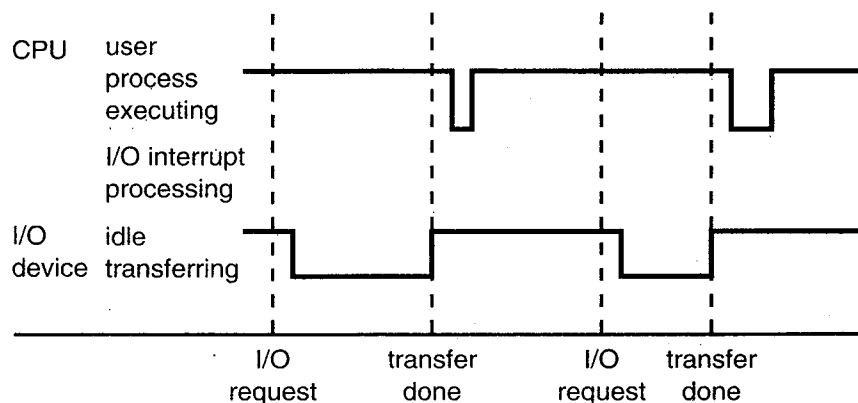 CPU
user
process
executing
I/O interrupt
processing
I/O
device
idle
transferring
I/O
request
transfer
done
I/O
request
transfer
done